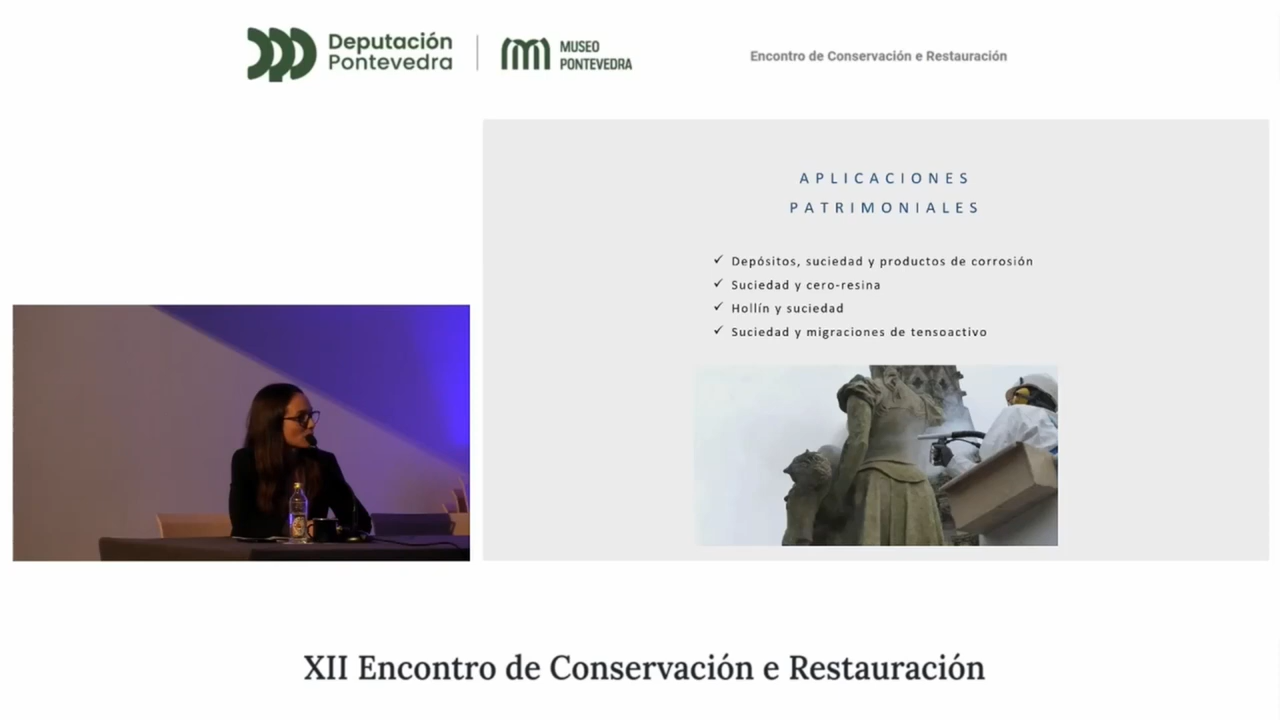 Deputación
Pontevedra
MUSEO
PONTEVEDRA
Encontro de Conservación e Restauración
APLICACIONES
PATRIMONIALES
✓ Depósitos, suciedad y productos de corrosión
✓ Suciedad y cero-resina
✓ Hollín y suciedad
✓ Suciedad y migraciones de tensoactivo
XII Encontro de Conservación e Restauración